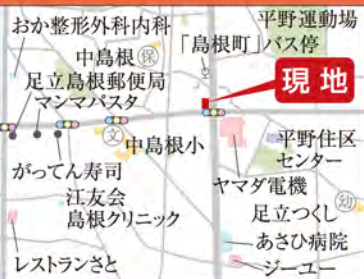 おか整形外科内科
平野運動場
中島根 保
「島根町」バス停
足立島根郵便局
マンマパスタ
現地
文 中島根小
平野住区
センター
がってん寿司
ヤマダ電機
江友会
島根クリニック
足立つくし 幼
あさひ病院
レストランさと
ジーユー